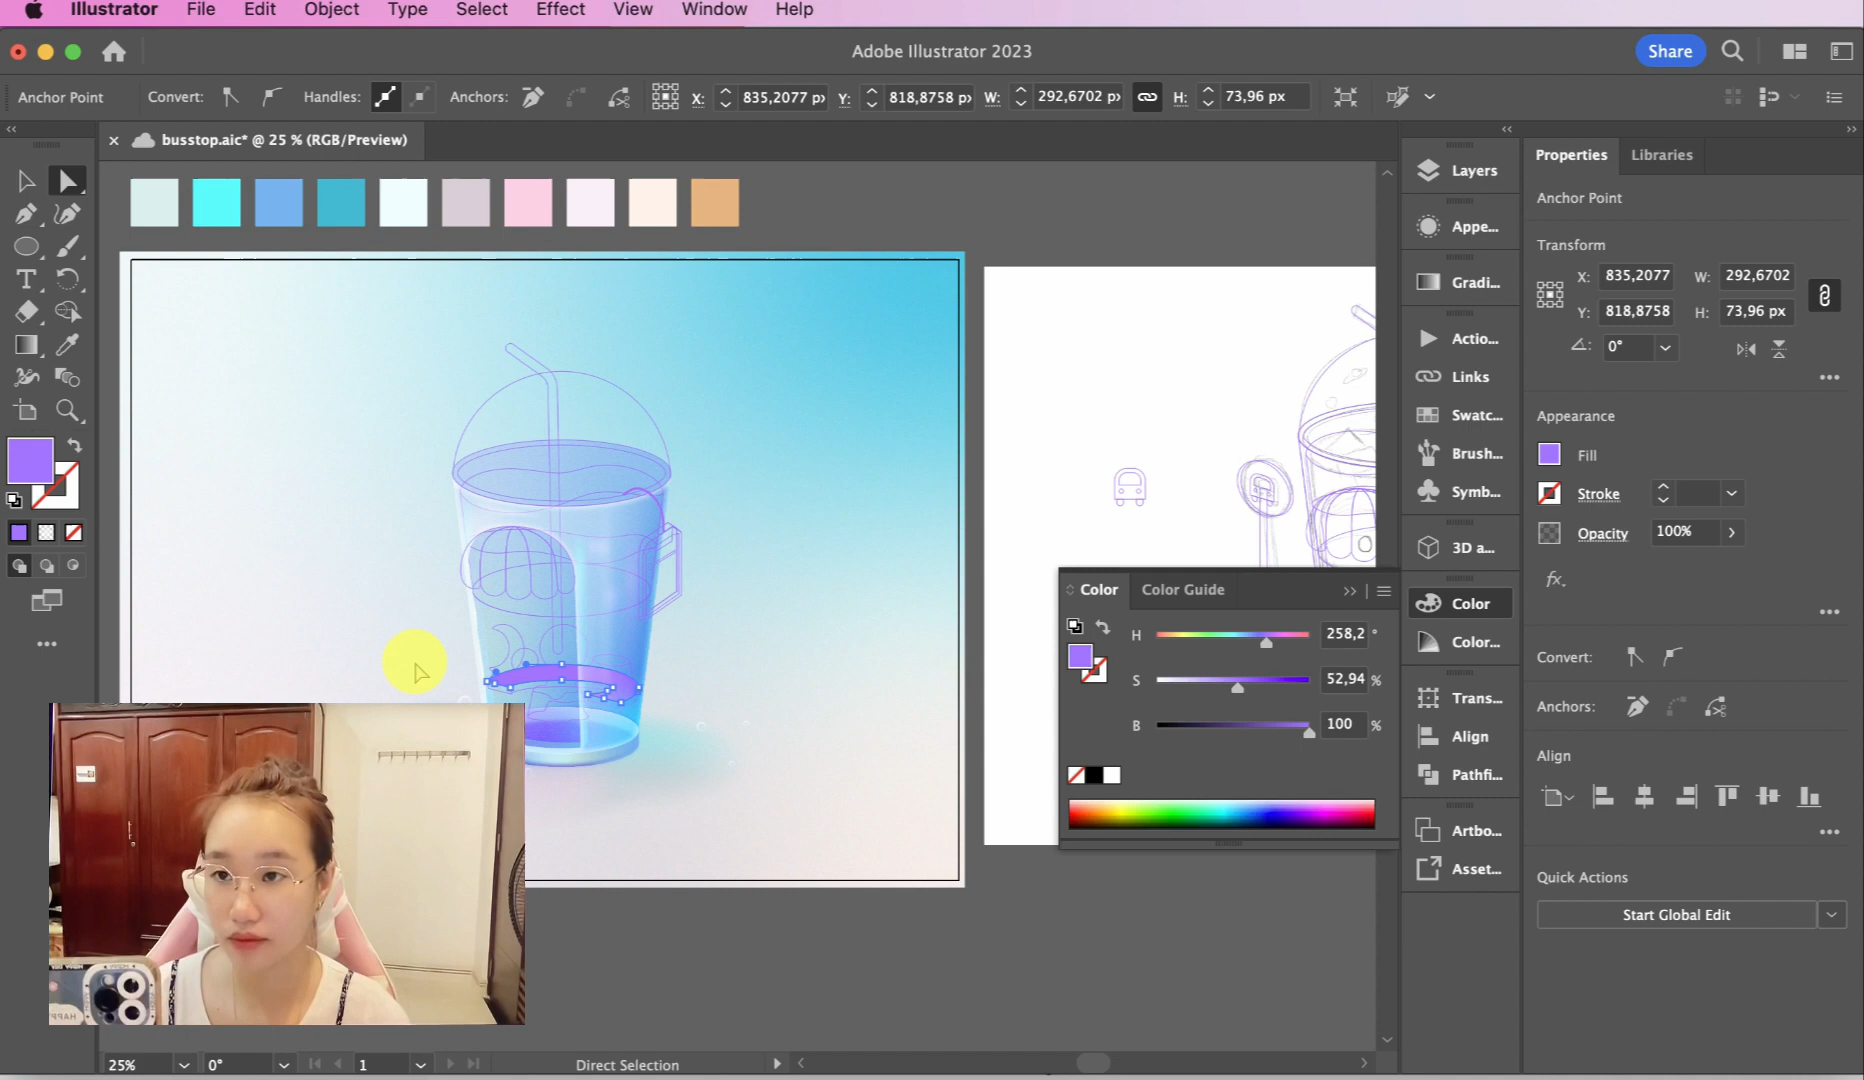 Illustrator File Edit Object Type Select Effect View Window Help
Adobe Illustrator 2023
Share
Anchor Point Convert: Handles: Anchors: X: 835,2077 px Y: 818,8758 px W: 292,6702 px H: 73,96 px
busstop.aic* @ 25 % (RGB/Preview)
Layers
Appe...
Gradi...
Actio...
Links
Swatc...
Brush...
Symb...
3D a...
Color
Color...
Trans...
Align
Pathfi...
Artbo...
Asset...
Properties Libraries
Anchor Point
Transform
X: 835,2077 W: 292,6702
Y: 818,8758 H: 73,96 px
0°
Appearance
Fill
Stroke
Opacity 100%
fx.
Convert:
Anchors:
Align
Quick Actions
Start Global Edit
Color Color Guide
H 258,2 °
S 52,94 %
B 100 %
25% 0° 1 Direct Selection